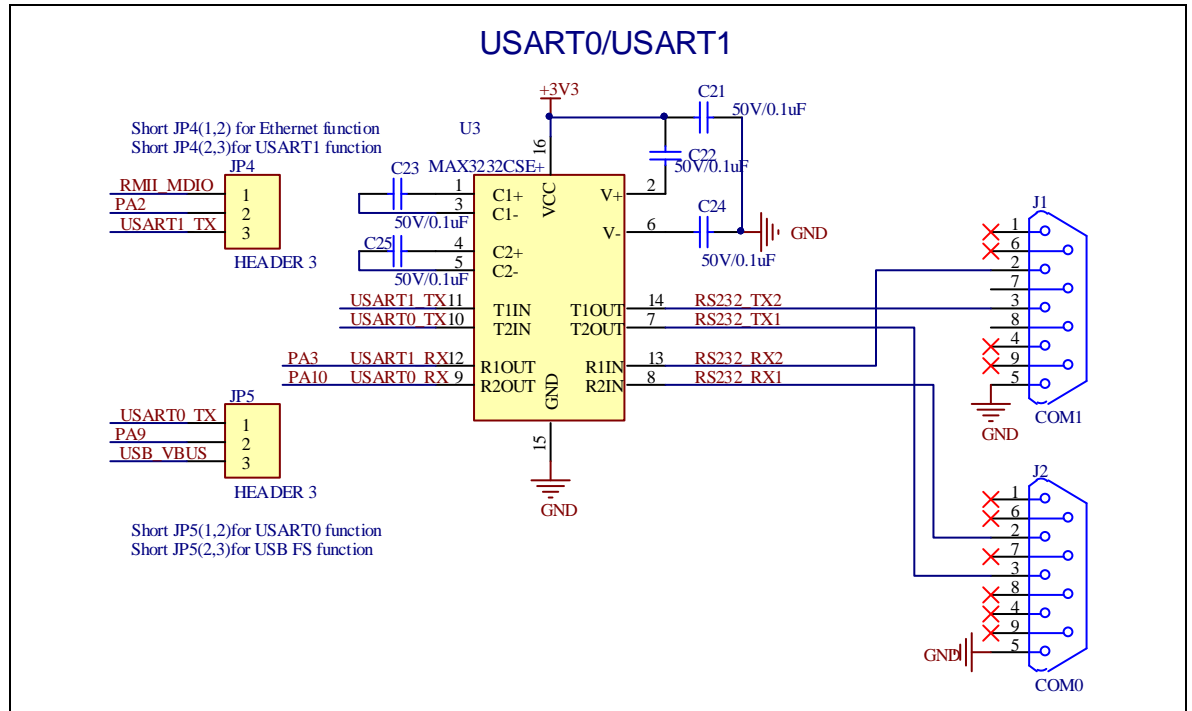 USART0/USART1
Short JP4(1,2) for Ethernet function
Short JP4(2,3)for USART1 function
JP4
RMII_MDIO 1
PA2 2
USART1_TX 3
HEADER 3
+3V3
U3
MAX3232CSE+
16
VCC
C21
50V/0.1uF
C22
50V/0.1uF
C23
50V/0.1uF
1 C1+
3 C1-
C25
50V/0.1uF
4 C2+
5 C2-
V+ 2
V- 6
C24
50V/0.1uF
GND
USART1_TX 11 T1IN
USART0_TX 10 T2IN
T1OUT 14 RS232_TX2
T2OUT 7 RS232_TX1
PA3 USART1_RX 12 R1OUT
PA10 USART0_RX 9 R2OUT
R1IN 13 RS232_RX2
R2IN 8 RS232_RX1
GND
15
GND
JP5
USART0_TX 1
PA9 2
USB_VBUS 3
HEADER 3
Short JP5(1,2)for USART0 function
Short JP5(2,3)for USB FS function
J1
1
6
2
7
3
8
4
9
5
GND
COM1
J2
1
6
2
7
3
8
4
9
5
GND
COM0